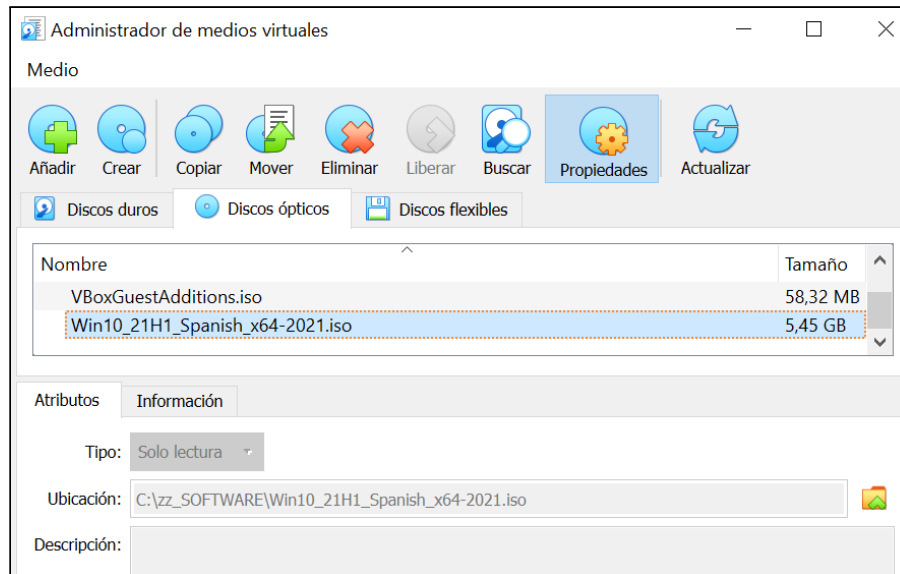 Administrador de medios virtuales
Medio
Añadir Crear Copiar Mover Eliminar Liberar Buscar Propiedades Actualizar
Discos duros Discos ópticos Discos flexibles
Nombre Tamaño
VBoxGuestAdditions.iso 58,32 MB
Win10_21H1_Spanish_x64-2021.iso 5,45 GB
Atributos Información
Tipo: Solo lectura
Ubicación: C:\zz_SOFTWARE\Win10_21H1_Spanish_x64-2021.iso
Descripción: